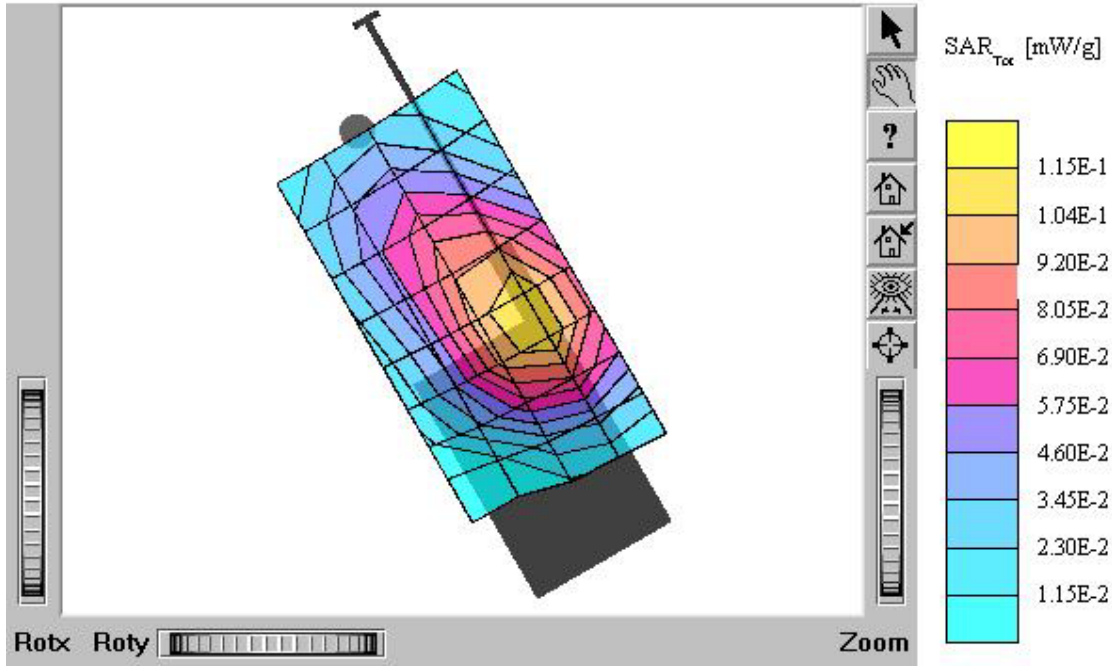 SAR_Tot [mW/g]
?
1.15E-1
1.04E-1
9.20E-2
8.05E-2
6.90E-2
5.75E-2
4.60E-2
3.45E-2
2.30E-2
1.15E-2
Rotx Roty Zoom